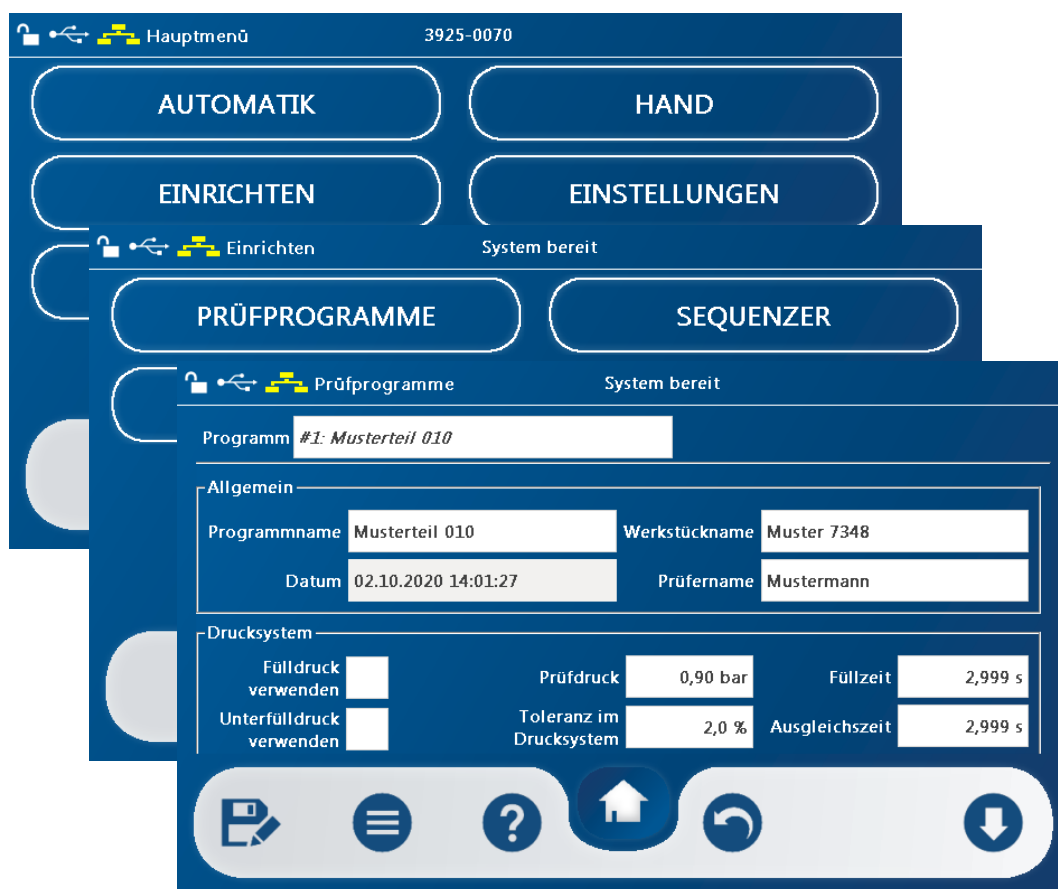 Hauptmenü 3925-0070
AUTOMATIK HAND
EINRICHTEN EINSTELLUNGEN
Einrichten System bereit
PRÜFPROGRAMME SEQUENZER
Prüfprogramme System bereit
Programm #1: Musterteil 010
Allgemein
Programmname Musterteil 010 Werkstückname Muster 7348
Datum 02.10.2020 14:01:27 Prüfername Mustermann
Drucksystem
Fülldruck
verwenden
Prüfdruck 0,90 bar Füllzeit 2,999 s
Unterfülldruck
verwenden
Toleranz im
Drucksystem
2,0 % Ausgleichszeit 2,999 s
?